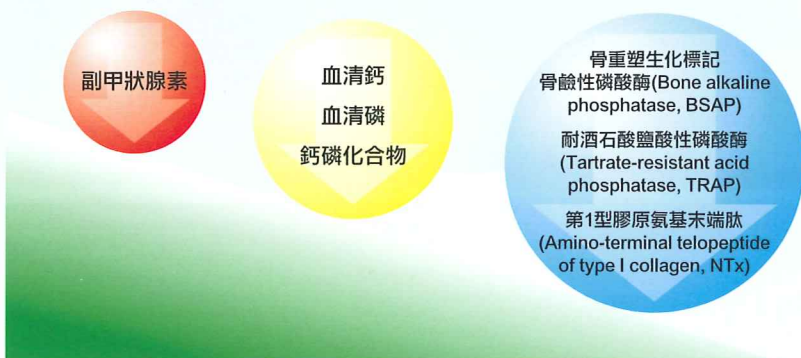 副甲狀腺素
血清鈣
血清磷
鈣磷化合物
骨重塑生化標記
骨鹼性磷酸酶(Bone alkaline
phosphatase, BSAP)
耐酒石酸鹽酸性磷酸酶
(Tartrate-resistant acid
phosphatase, TRAP)
第1型膠原氨基末端肽
(Amino-terminal telopeptide
of type I collagen, NTx)